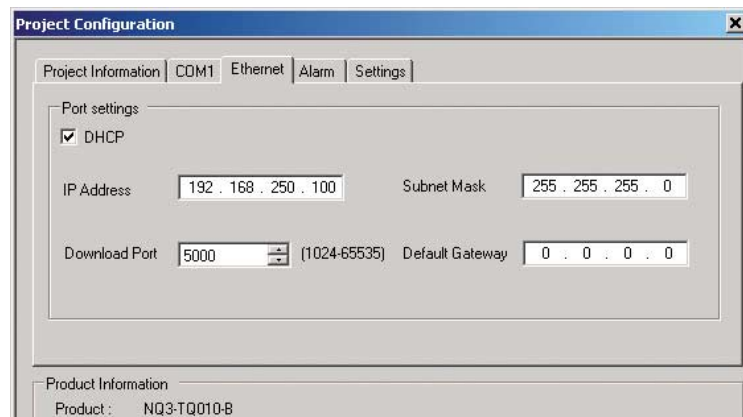 Project Configuration
Project Information COM1 Ethernet Alarm Settings
Port settings
DHCP
IP Address 192 . 168 . 250 . 100 Subnet Mask 255 . 255 . 255 . 0
Download Port 5000 (1024-65535) Default Gateway 0 . 0 . 0 . 0
Product Information
Product : NQ3-TQ010-B